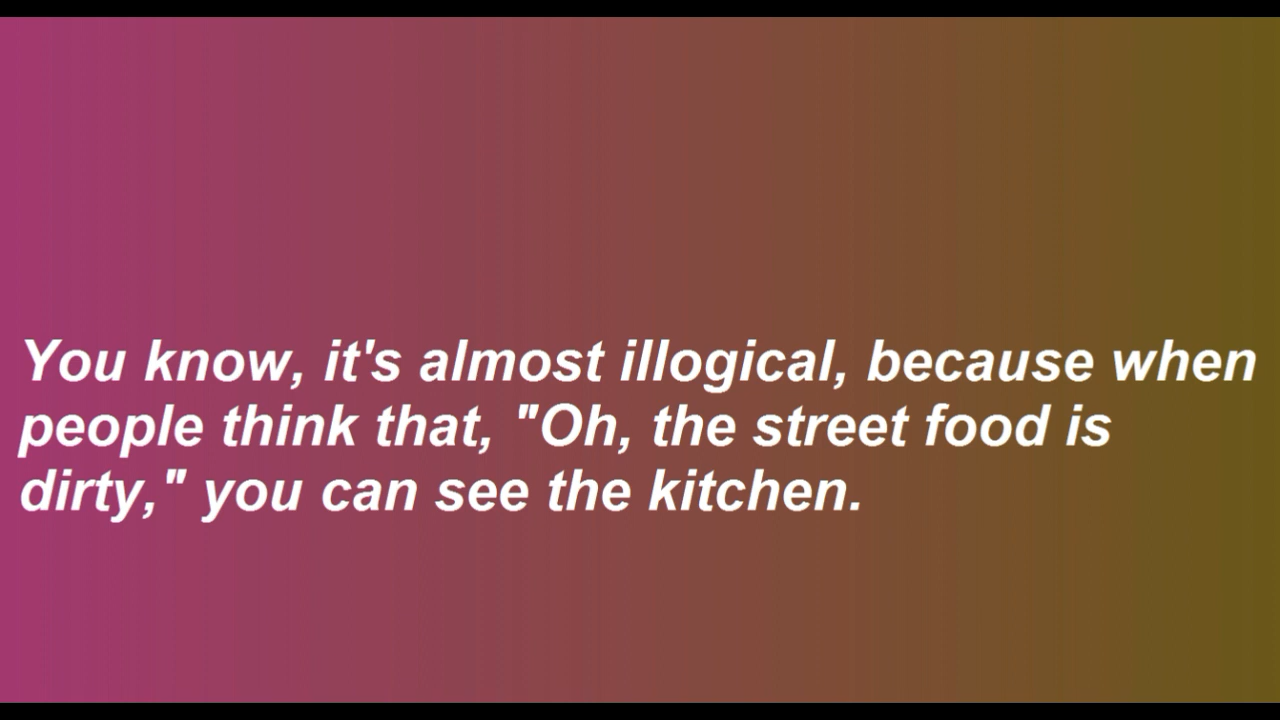 You know, it's almost illogical, because when
people think that, "Oh, the street food is
dirty," you can see the kitchen.